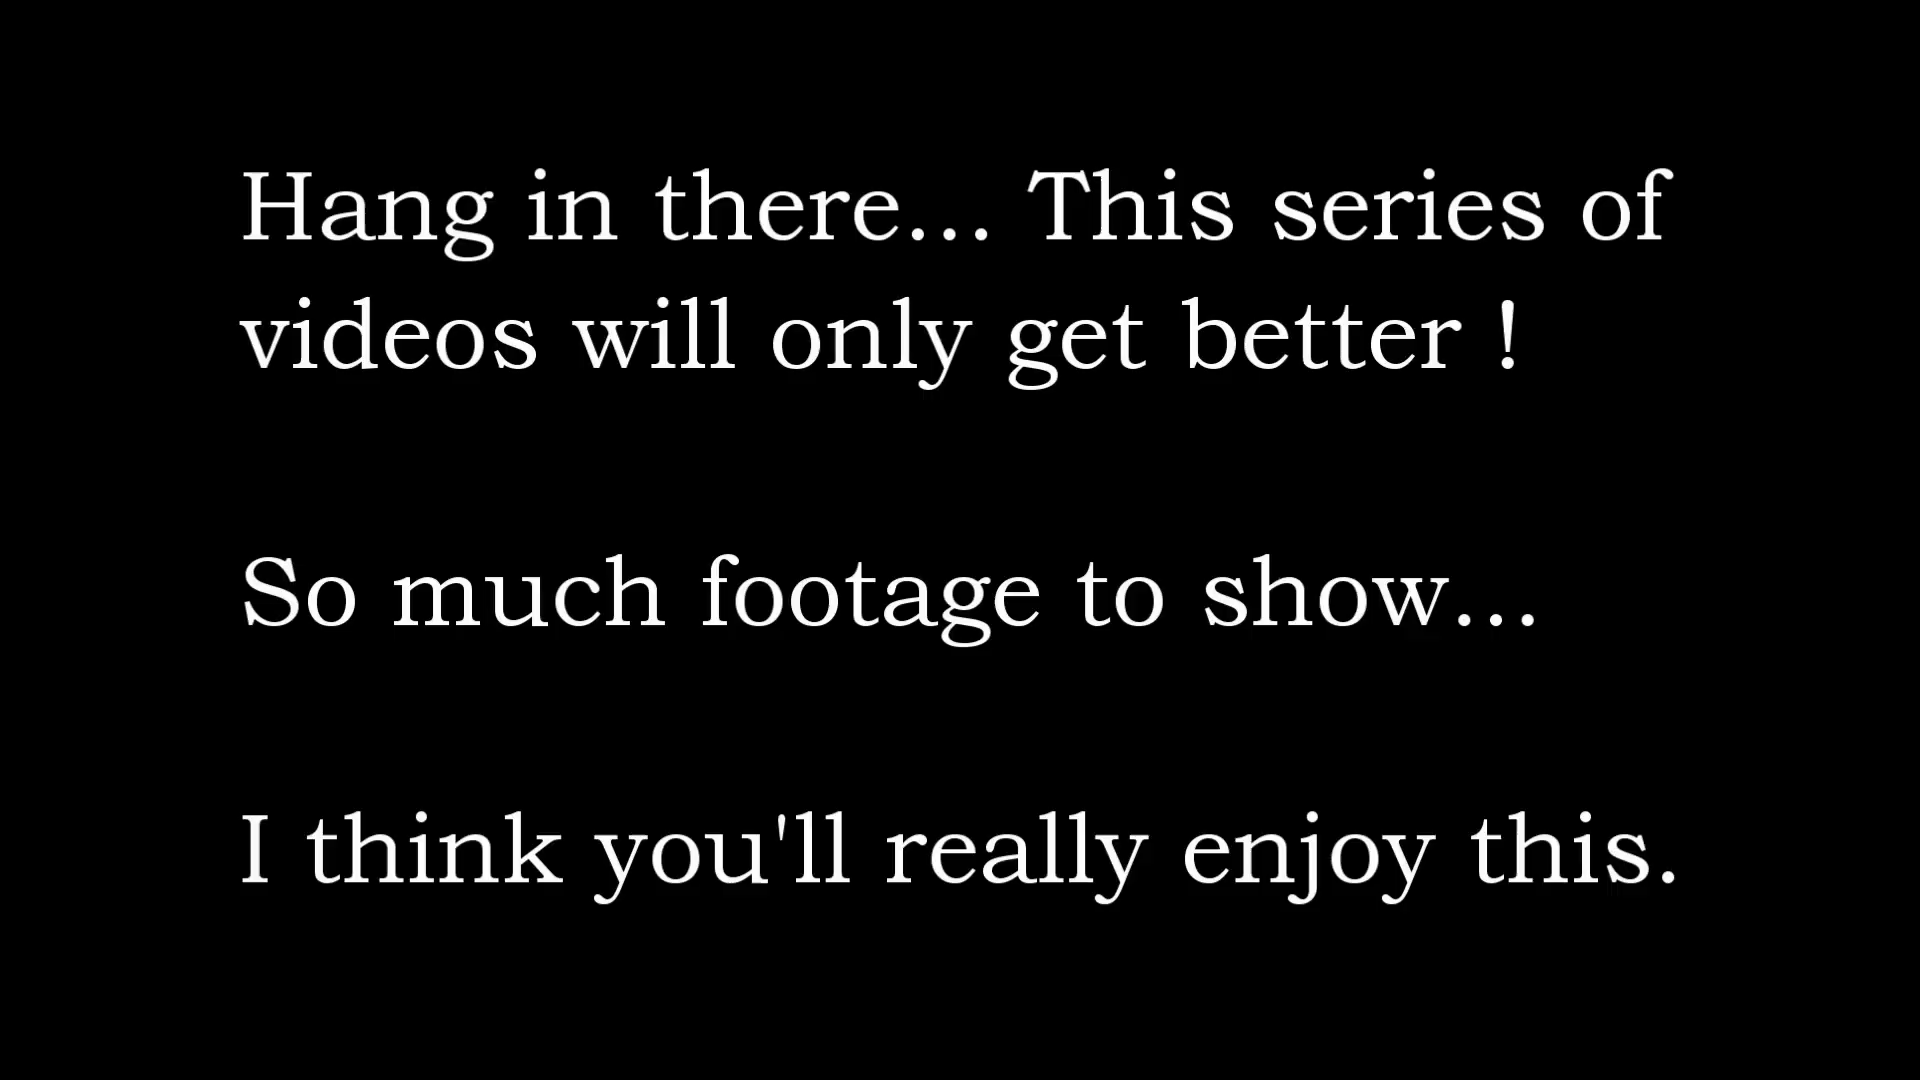 Hang in there... This series of
videos will only get better !
So much footage to show...
I think you'll really enjoy this.